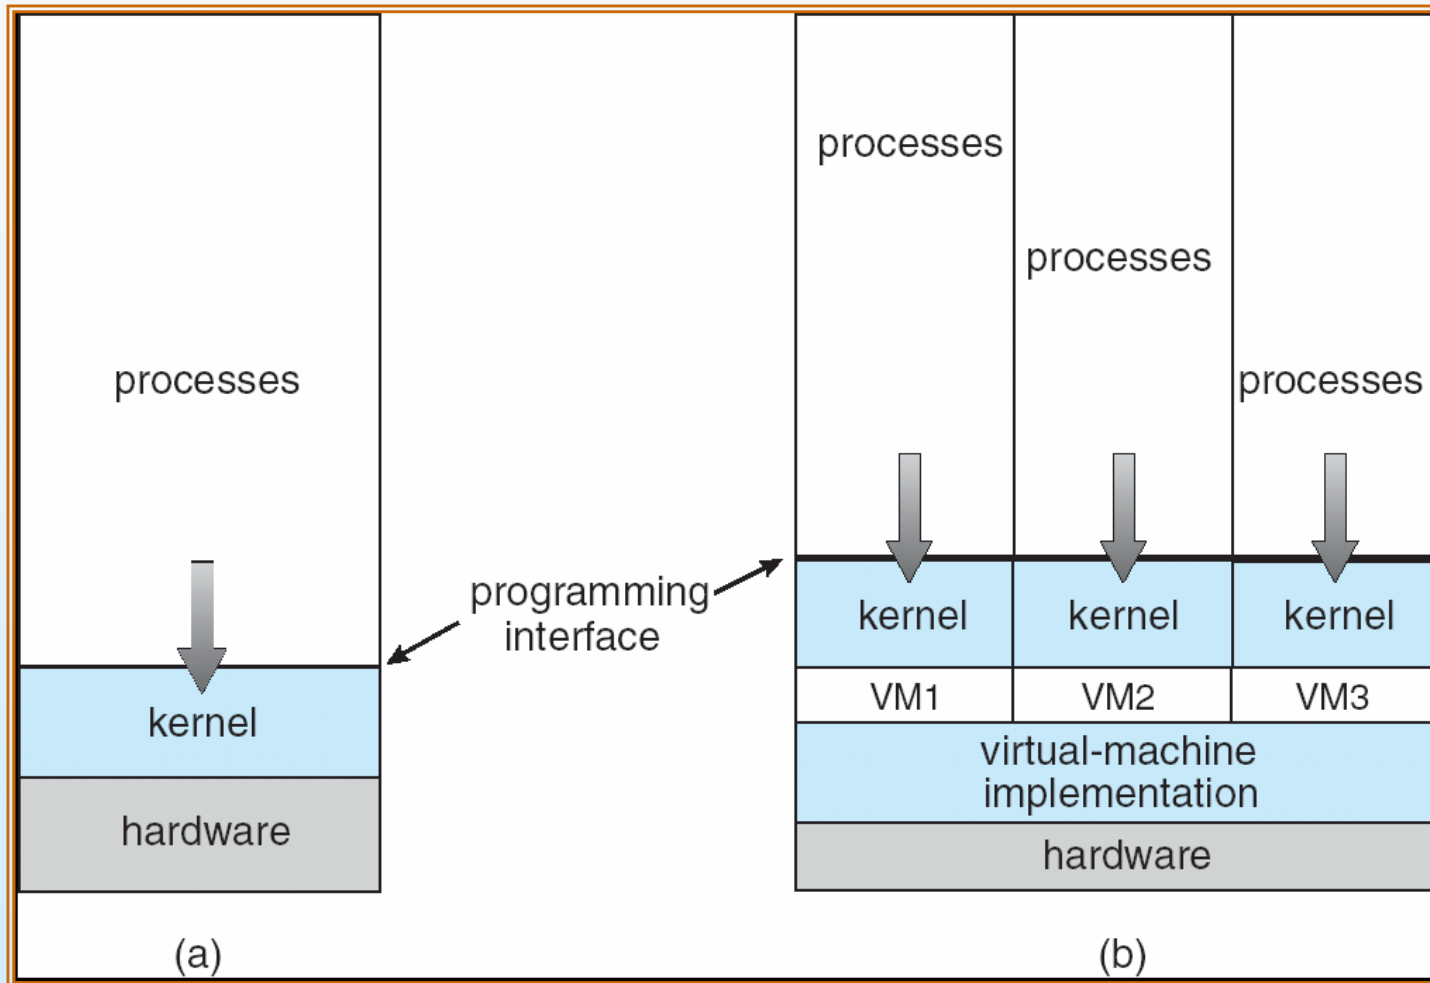 processes
kernel
hardware
(a)
programming
interface
processes
processes
processes
kernel
kernel
kernel
VM1
VM2
VM3
virtual-machine
implementation
hardware
(b)